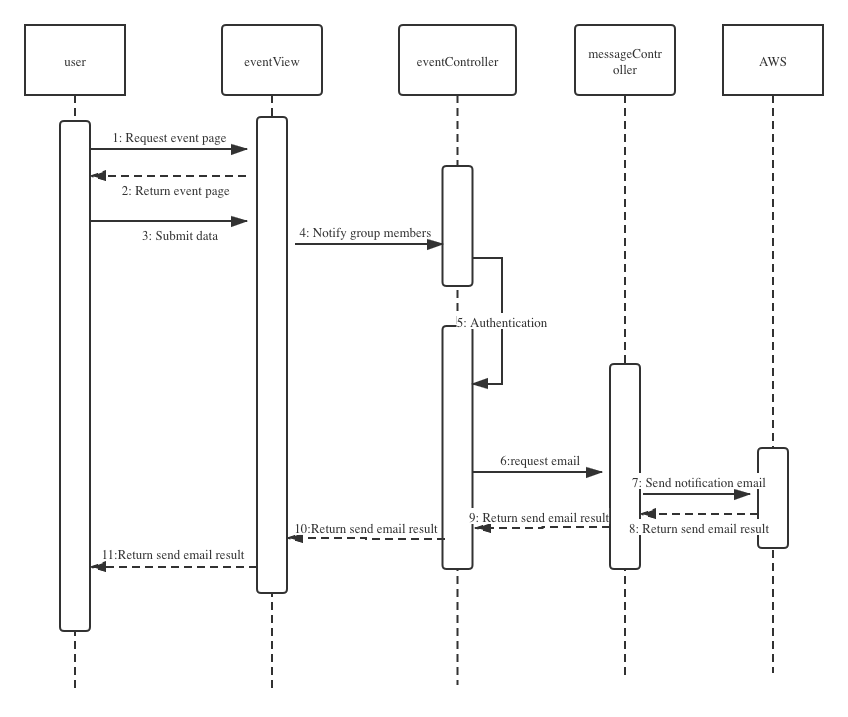 user
eventView
eventController
messageContr
oller
AWS
1: Request event page
2: Return event page
3: Submit data
4: Notify group members
5: Authentication
6:request email
7: Send notification email
8: Return send email result
9: Return send email result
10:Return send email result
11:Return send email result